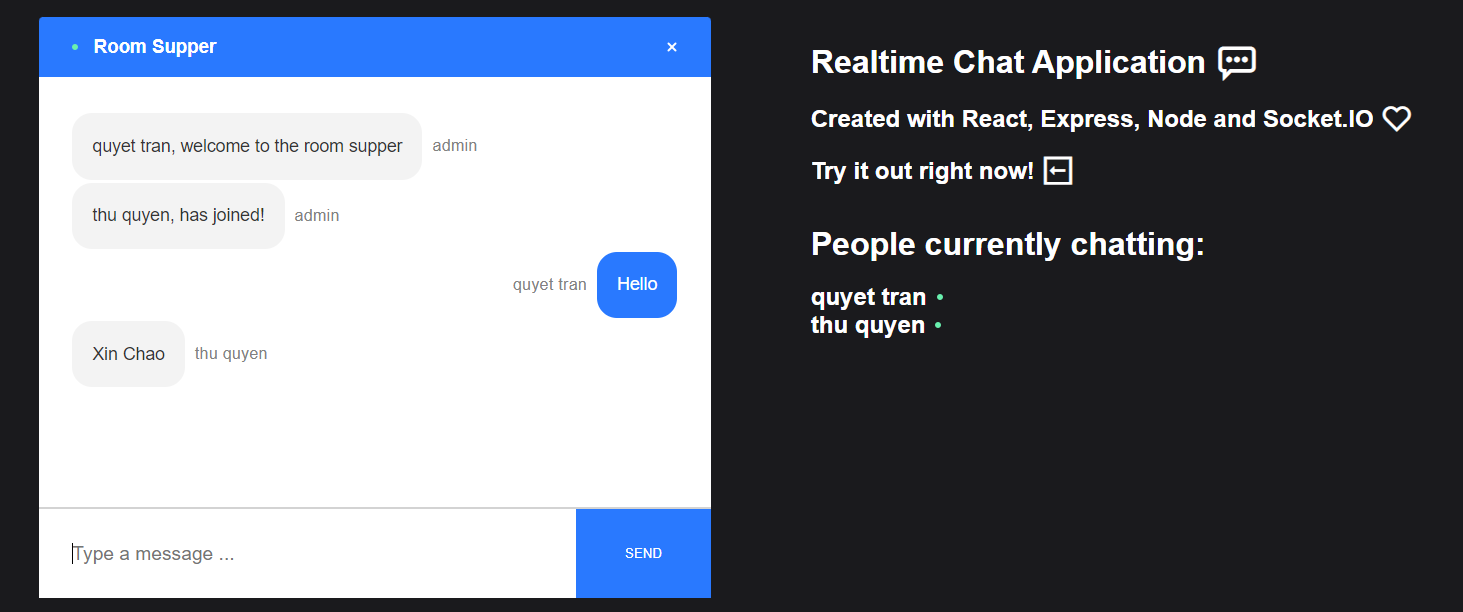 Room Supper ×
quyet tran, welcome to the room supper admin
thu quyen, has joined! admin
quyet tran Hello
Xin Chao thu quyen
Type a message ...
SEND
Realtime Chat Application
Created with React, Express, Node and Socket.IO
Try it out right now!
People currently chatting:
quyet tran
thu quyen